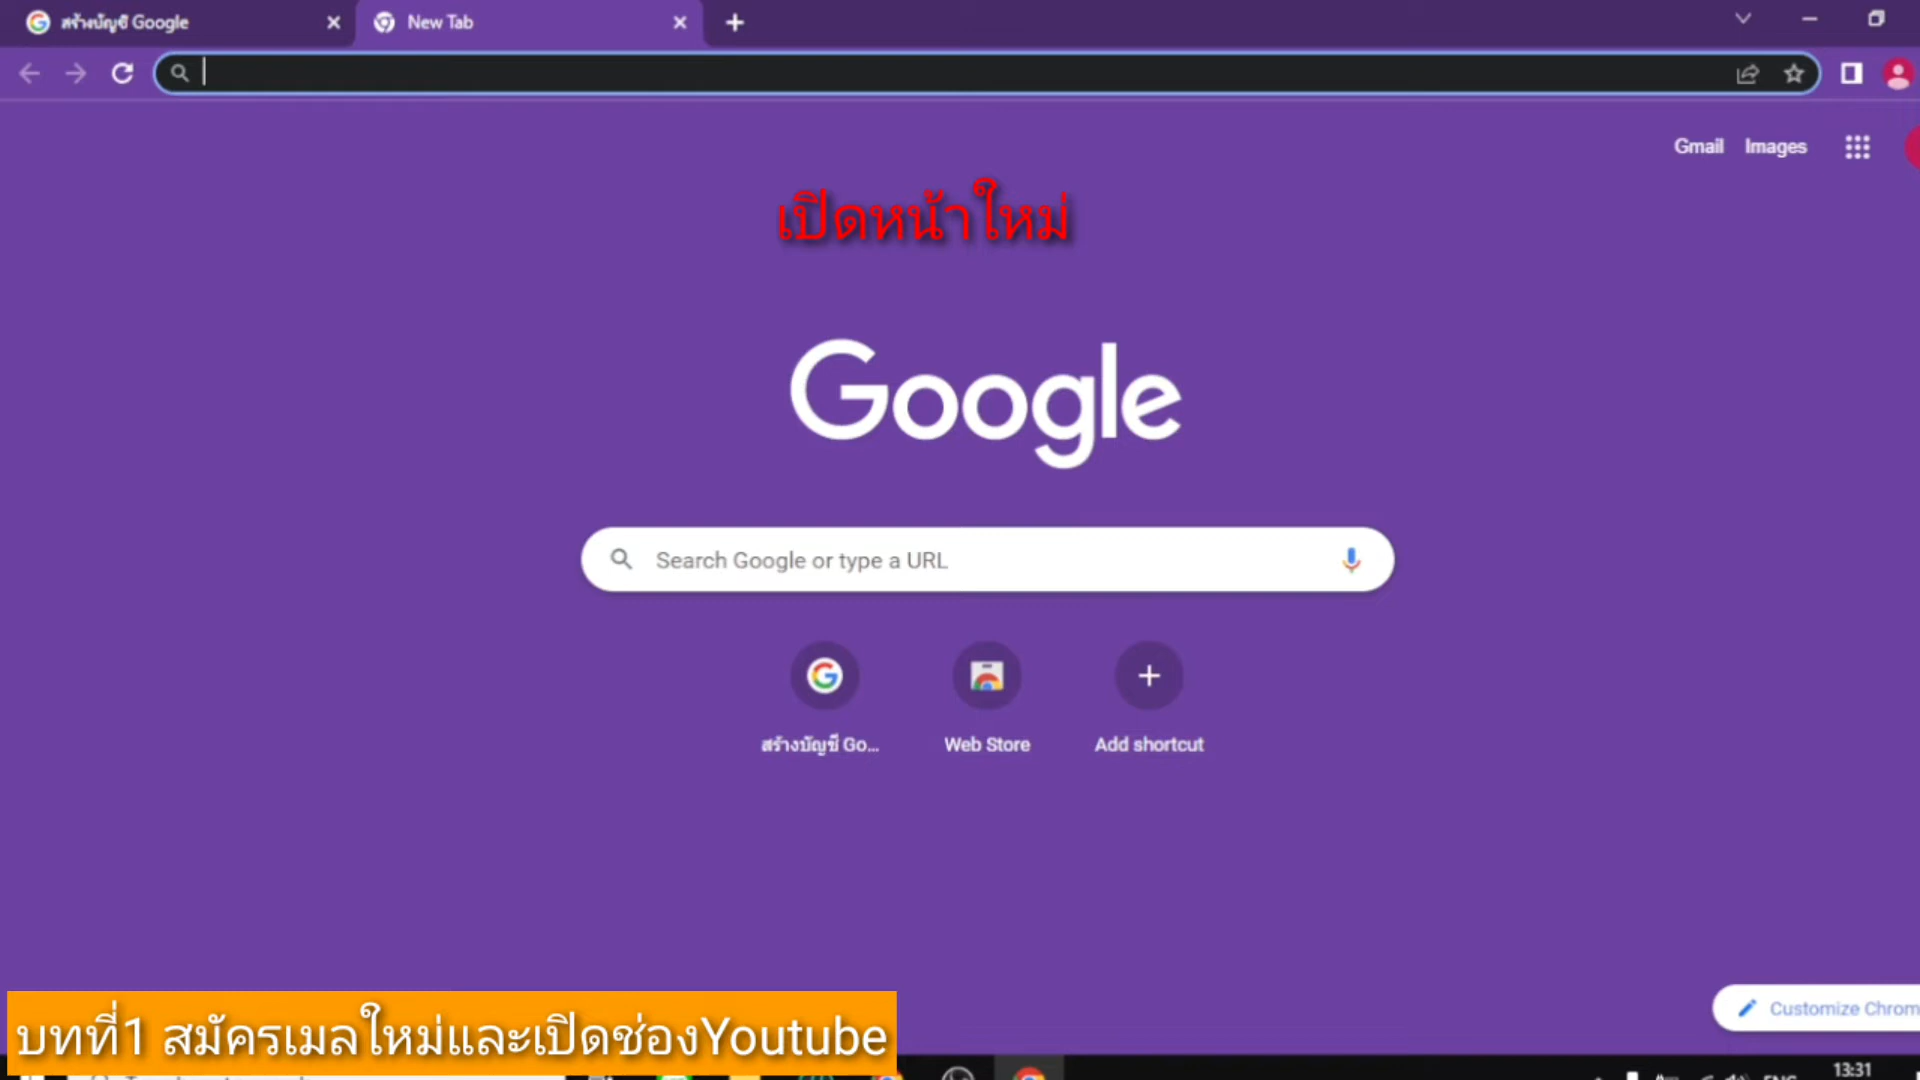 สร้างบัญชี Google
New Tab
Gmail Images
เปิดหน้าใหม่
Google
Search Google or type a URL
สร้างบัญชี Go...
Web Store
Add shortcut
Customize Chrom
บทที่1 สมัครเมลใหม่และเปิดช่องYoutube
13:31